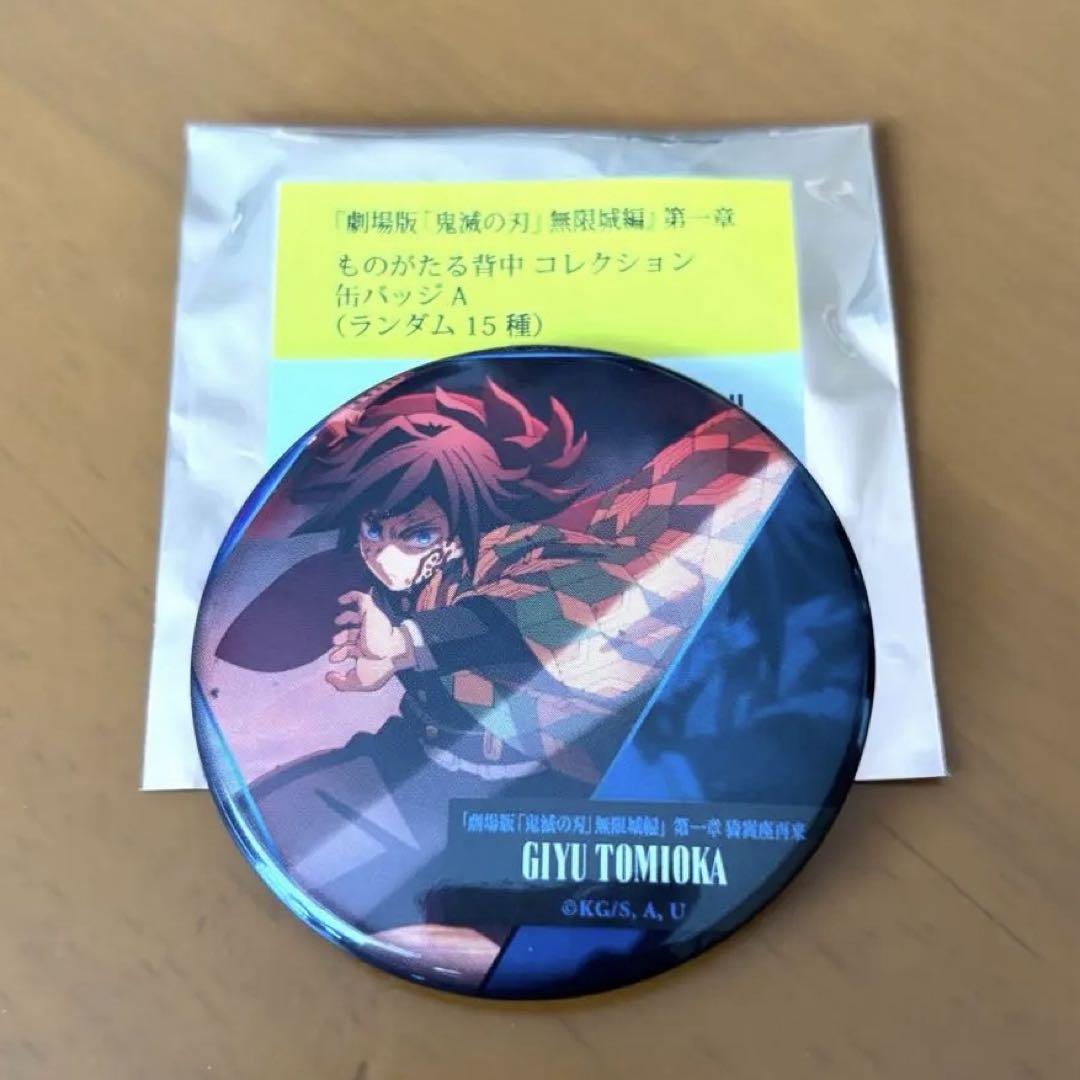 『劇場版「鬼滅の刃」無限城編』第一章
ものがたる背中 コレクション
缶バッジ A
(ランダム 15 種)
「劇場版「鬼滅の刃」無限城編」第一章 猗窩座再来
GIYU TOMIOKA
©KG/S, A, U